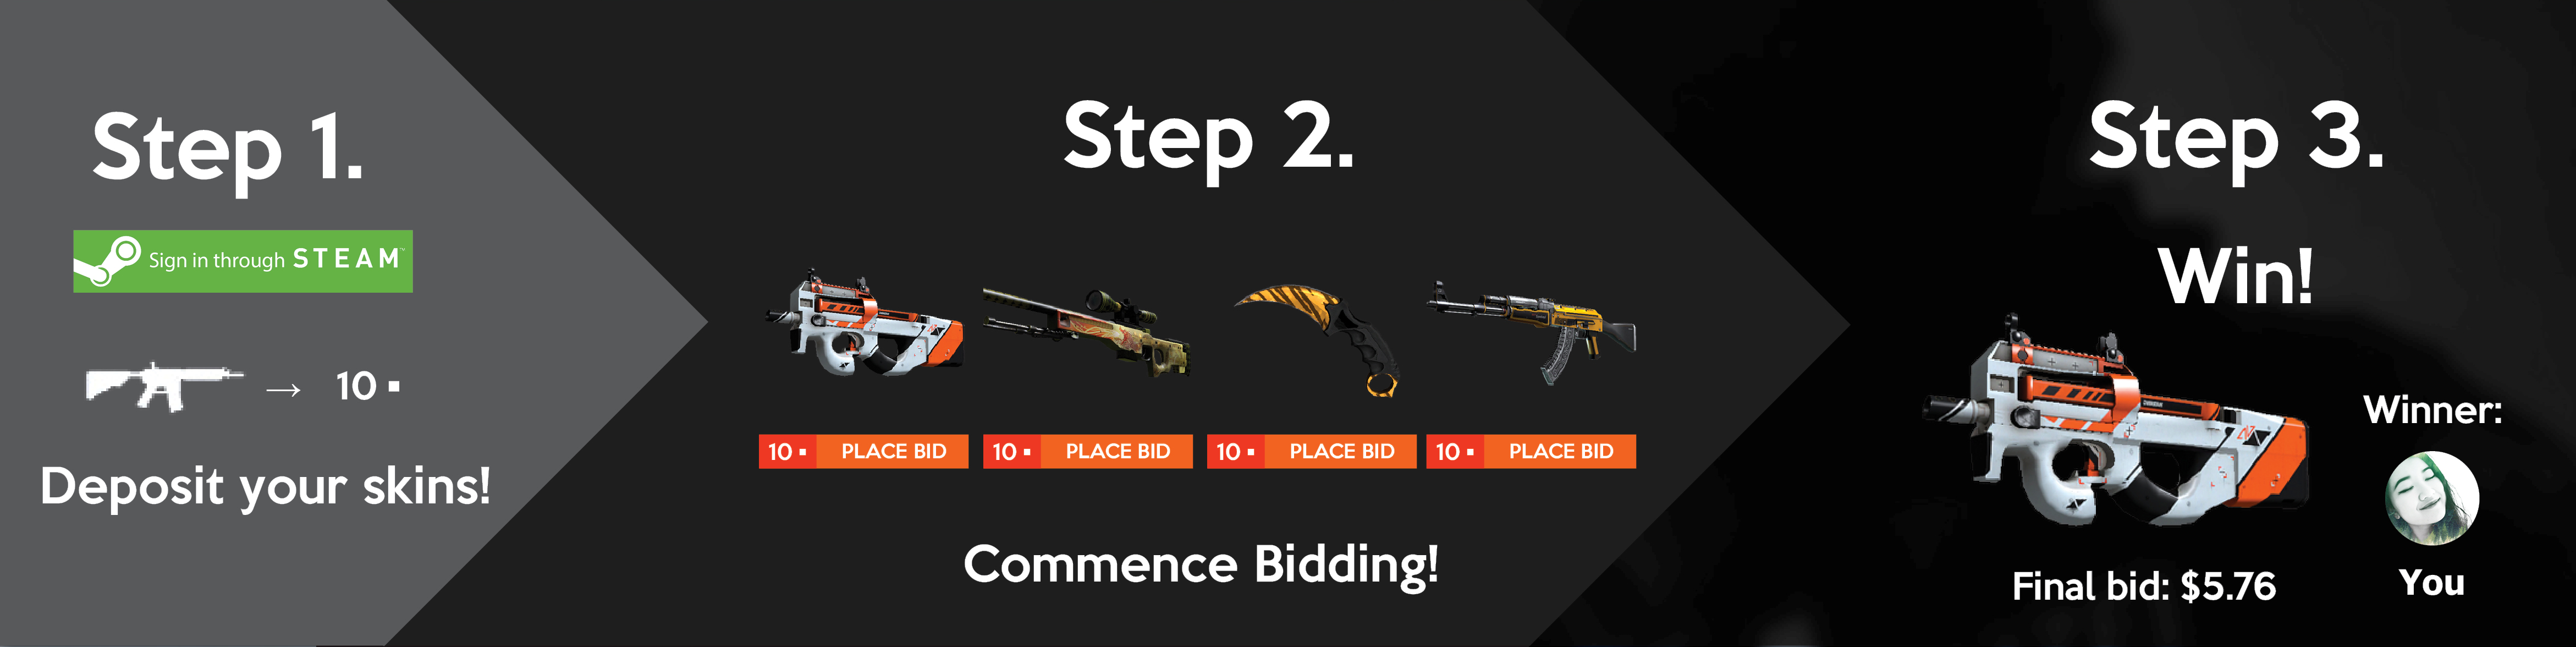 Step 1.
Sign in through STEAM™
→ 10 ▪
Deposit your skins!
Step 2.
10 ▪ PLACE BID
10 ▪ PLACE BID
10 ▪ PLACE BID
10 ▪ PLACE BID
Commence Bidding!
Step 3.
Win!
Winner:
You
Final bid: $5.76